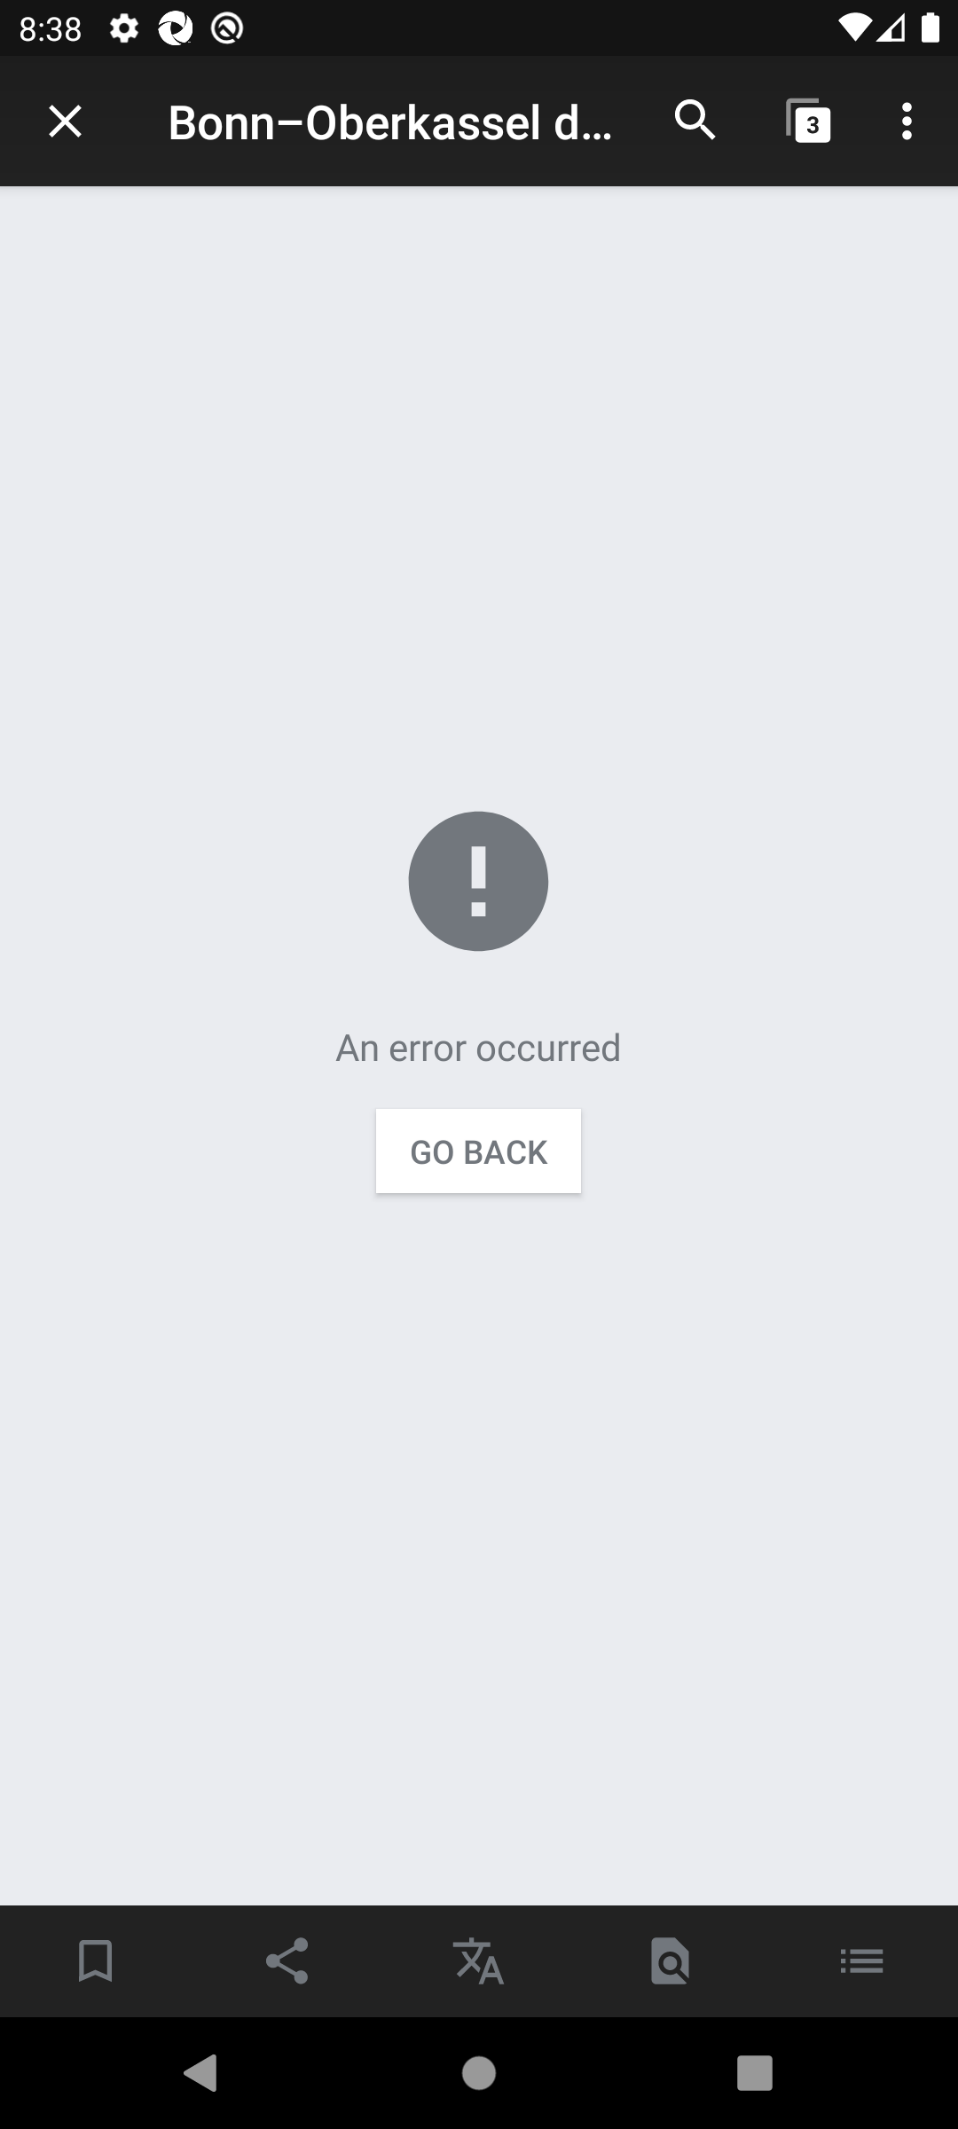 8:38
Bonn–Oberkassel d...
3
An error occurred
GO BACK